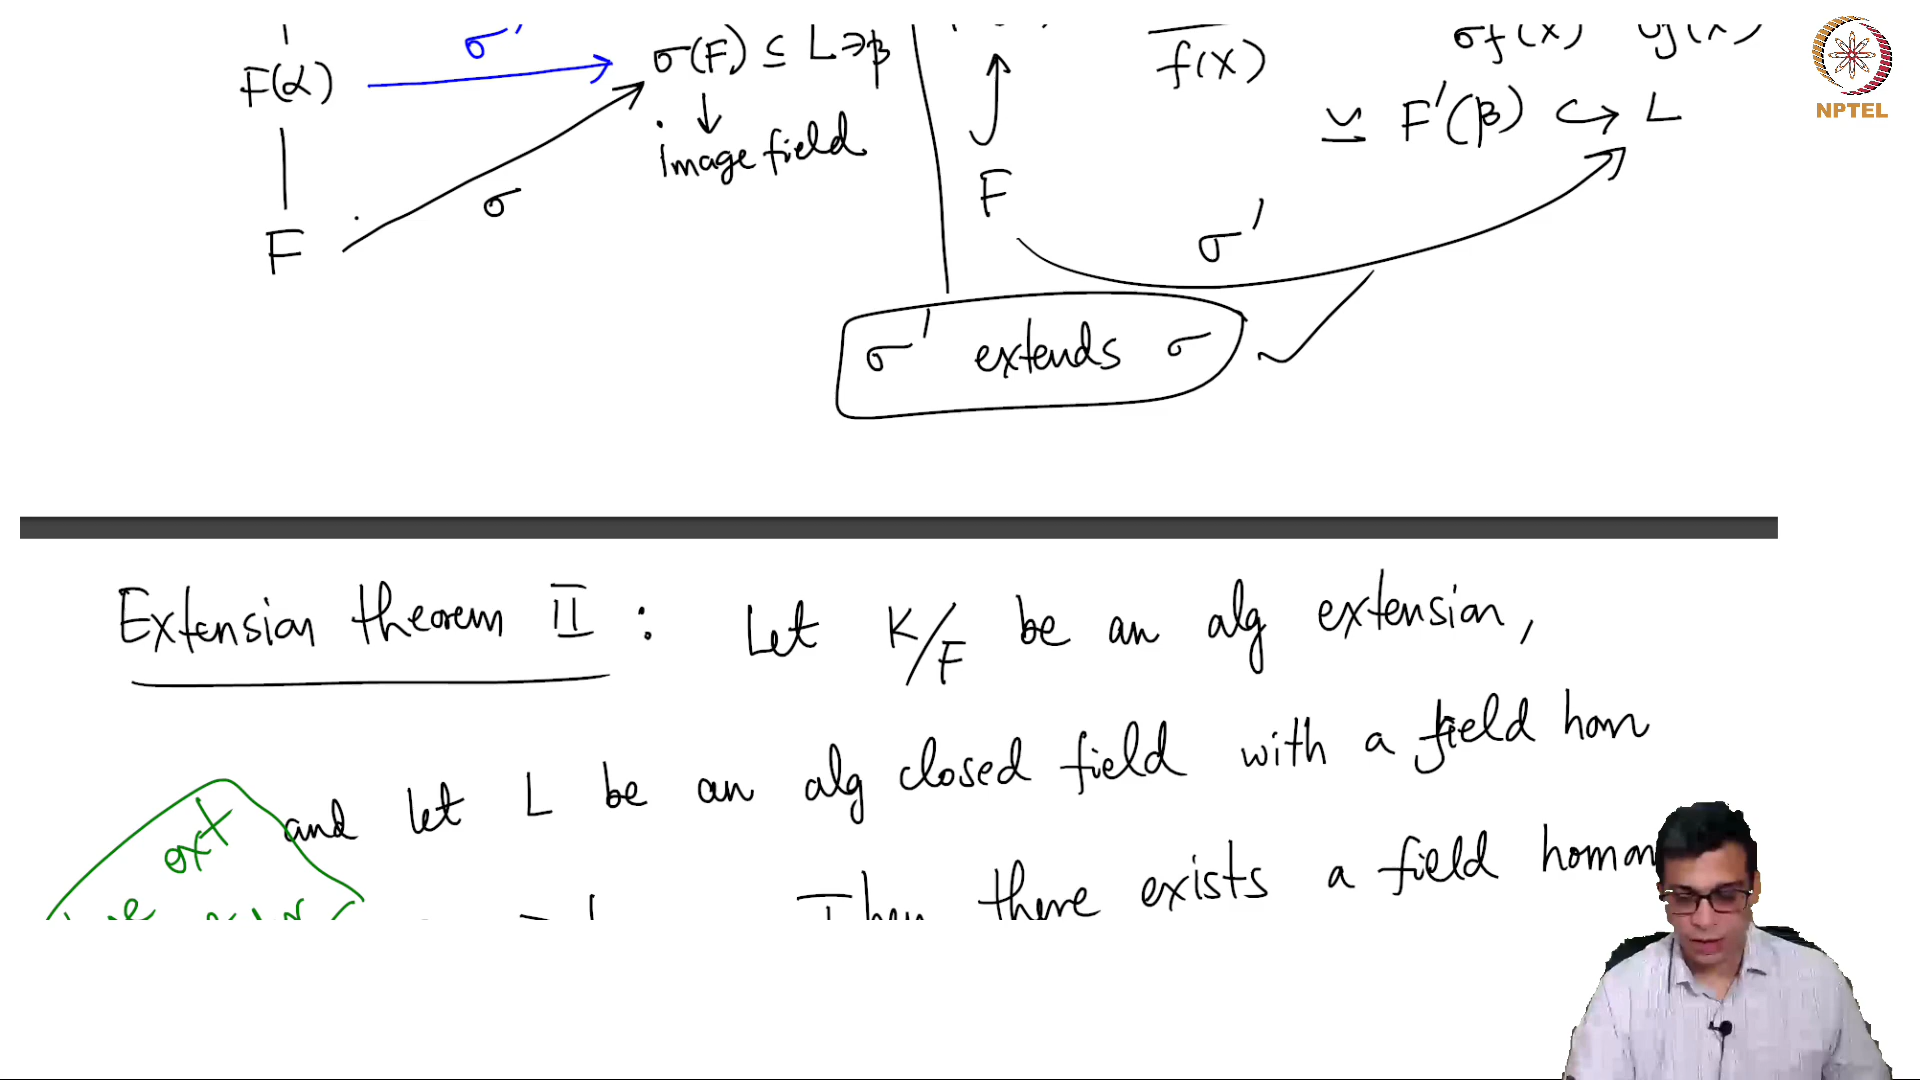 σ'
F(α)
σ(F) ⊆ L ∋ β
↓
image field
σ
F
f(X)
F
≃ F'(β) ↪ L
σ'
σ' extends σ ✓
NPTEL
Extension theorem II : Let K/F be an alg extension,
and let L be an alg closed field with a field hom
Then there exists a field homom
ext